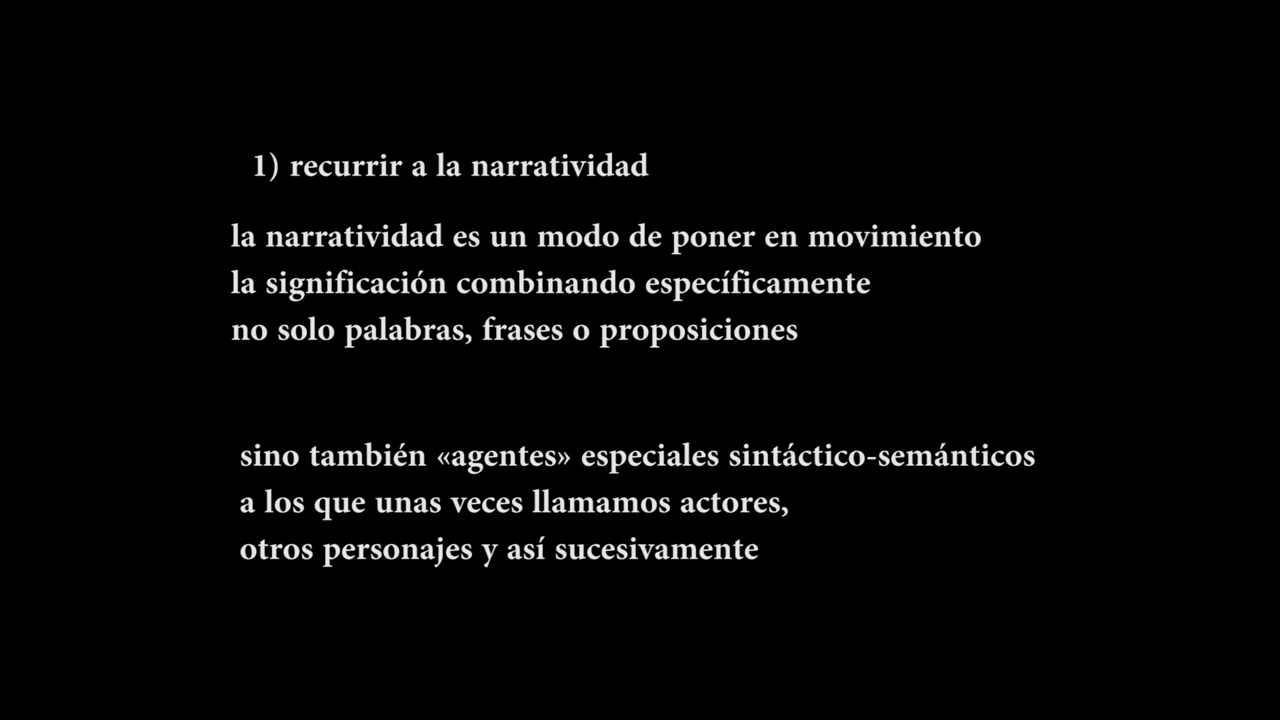 1) recurrir a la narratividad
la narratividad es un modo de poner en movimiento
la significación combinando específicamente
no solo palabras, frases o proposiciones
sino también «agentes» especiales sintáctico-semánticos
a los que unas veces llamamos actores,
otros personajes y así sucesivamente